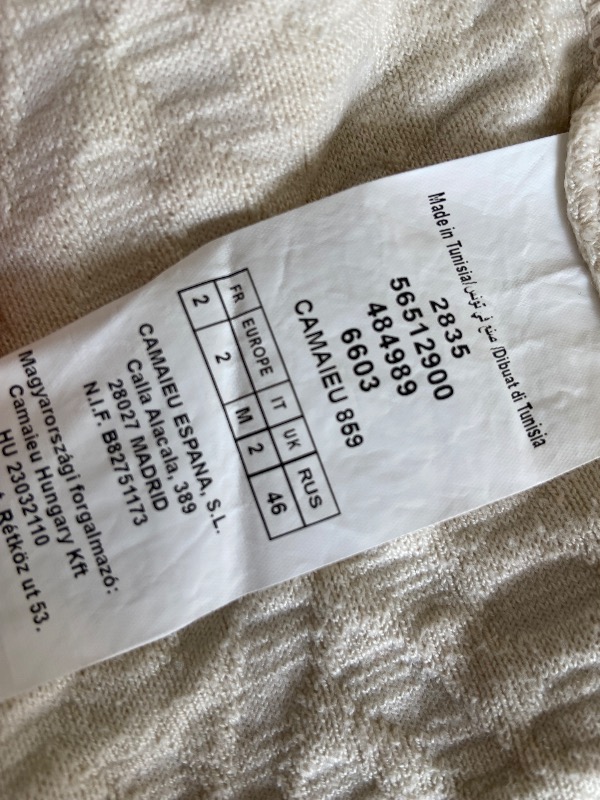 Made in Tunisia/صنع في تونس /Dibuat di Tunisia
2835
56512900
484989
6603
CAMAIEU 859
FR EUROPE IT UK RUS
2 2 M 2 46
CAMAIEU ESPANA, S.L.
Calla Alacala, 389
28027 MADRID
N.I.F. B82751173
Magyarországi forgalmazó:
Camaieu Hungary Kft
HU 23032110
Rétköz ut 53.